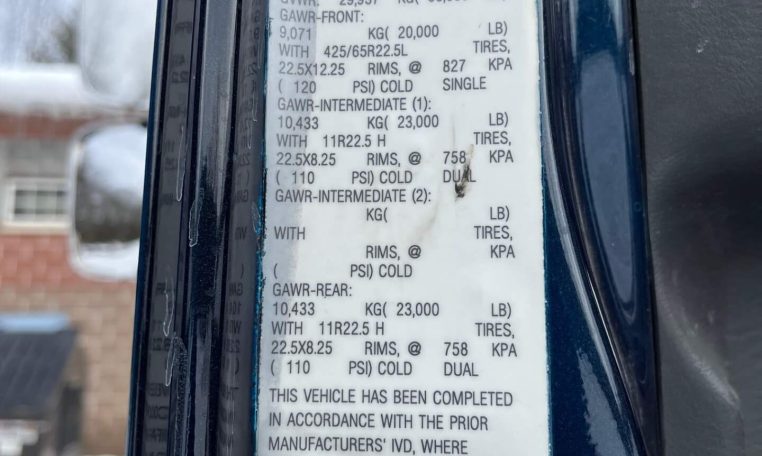 GVWR: 29,937 KG(
GAWR-FRONT:
9,071 KG( 20,000 LB)
WITH 425/65R22.5L TIRES,
22.5X12.25 RIMS, @ 827 KPA
( 120 PSI) COLD SINGLE
GAWR-INTERMEDIATE (1):
10,433 KG( 23,000 LB)
WITH 11R22.5 H TIRES,
22.5X8.25 RIMS, @ 758 KPA
( 110 PSI) COLD DUAL
GAWR-INTERMEDIATE (2):
KG( LB)
WITH TIRES,
RIMS, @ KPA
( PSI) COLD
GAWR-REAR:
10,433 KG( 23,000 LB)
WITH 11R22.5 H TIRES,
22.5X8.25 RIMS, @ 758 KPA
( 110 PSI) COLD DUAL
THIS VEHICLE HAS BEEN COMPLETED
IN ACCORDANCE WITH THE PRIOR
MANUFACTURERS' IVD, WHERE